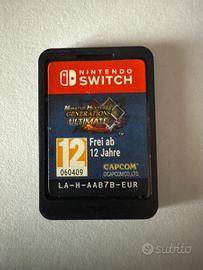 NINTENDO
SWITCH
MONSTER HUNTER
GENERATIONS
ULTIMATE
12
Frei ab
12 Jahre
060409
CAPCOM
©CAPCOM CO., LTD.
LA-H-AAB7B-EUR
subito